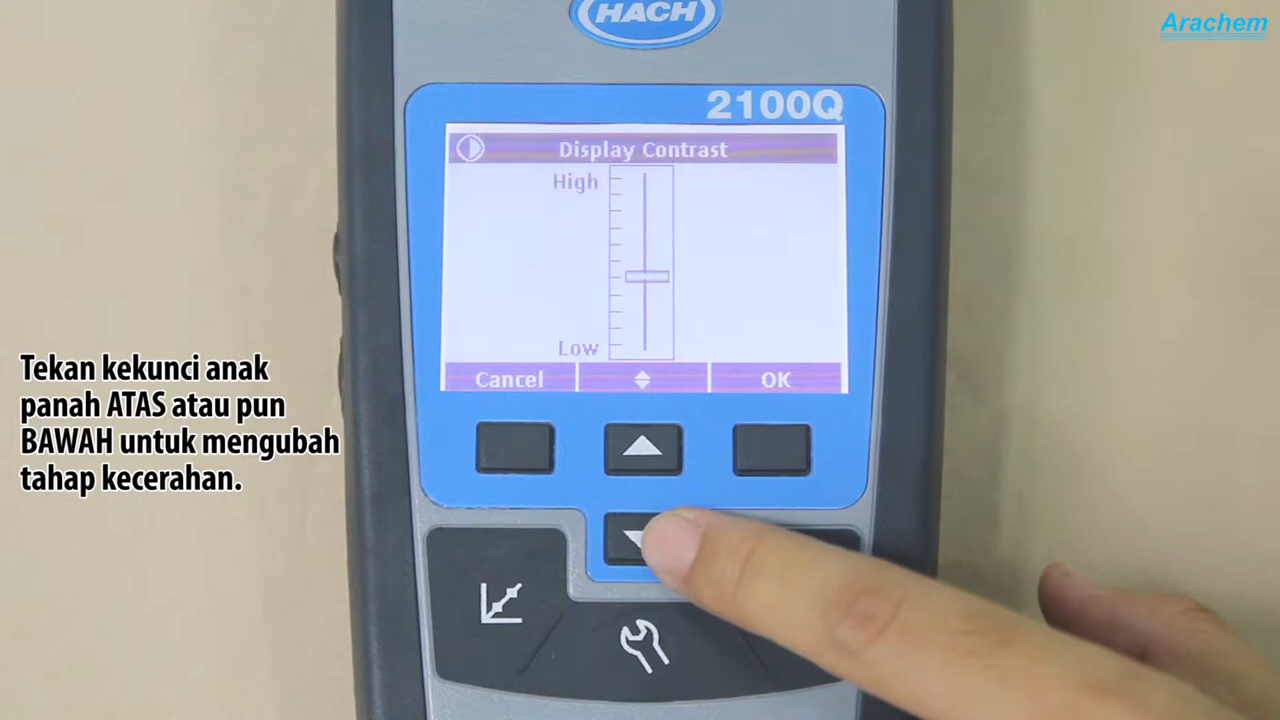 HACH
Arachem
2100Q
Display Contrast
High
Low
Cancel
OK
Tekan kekunci anak
panah ATAS atau pun
BAWAH untuk mengubah
tahap kecerahan.